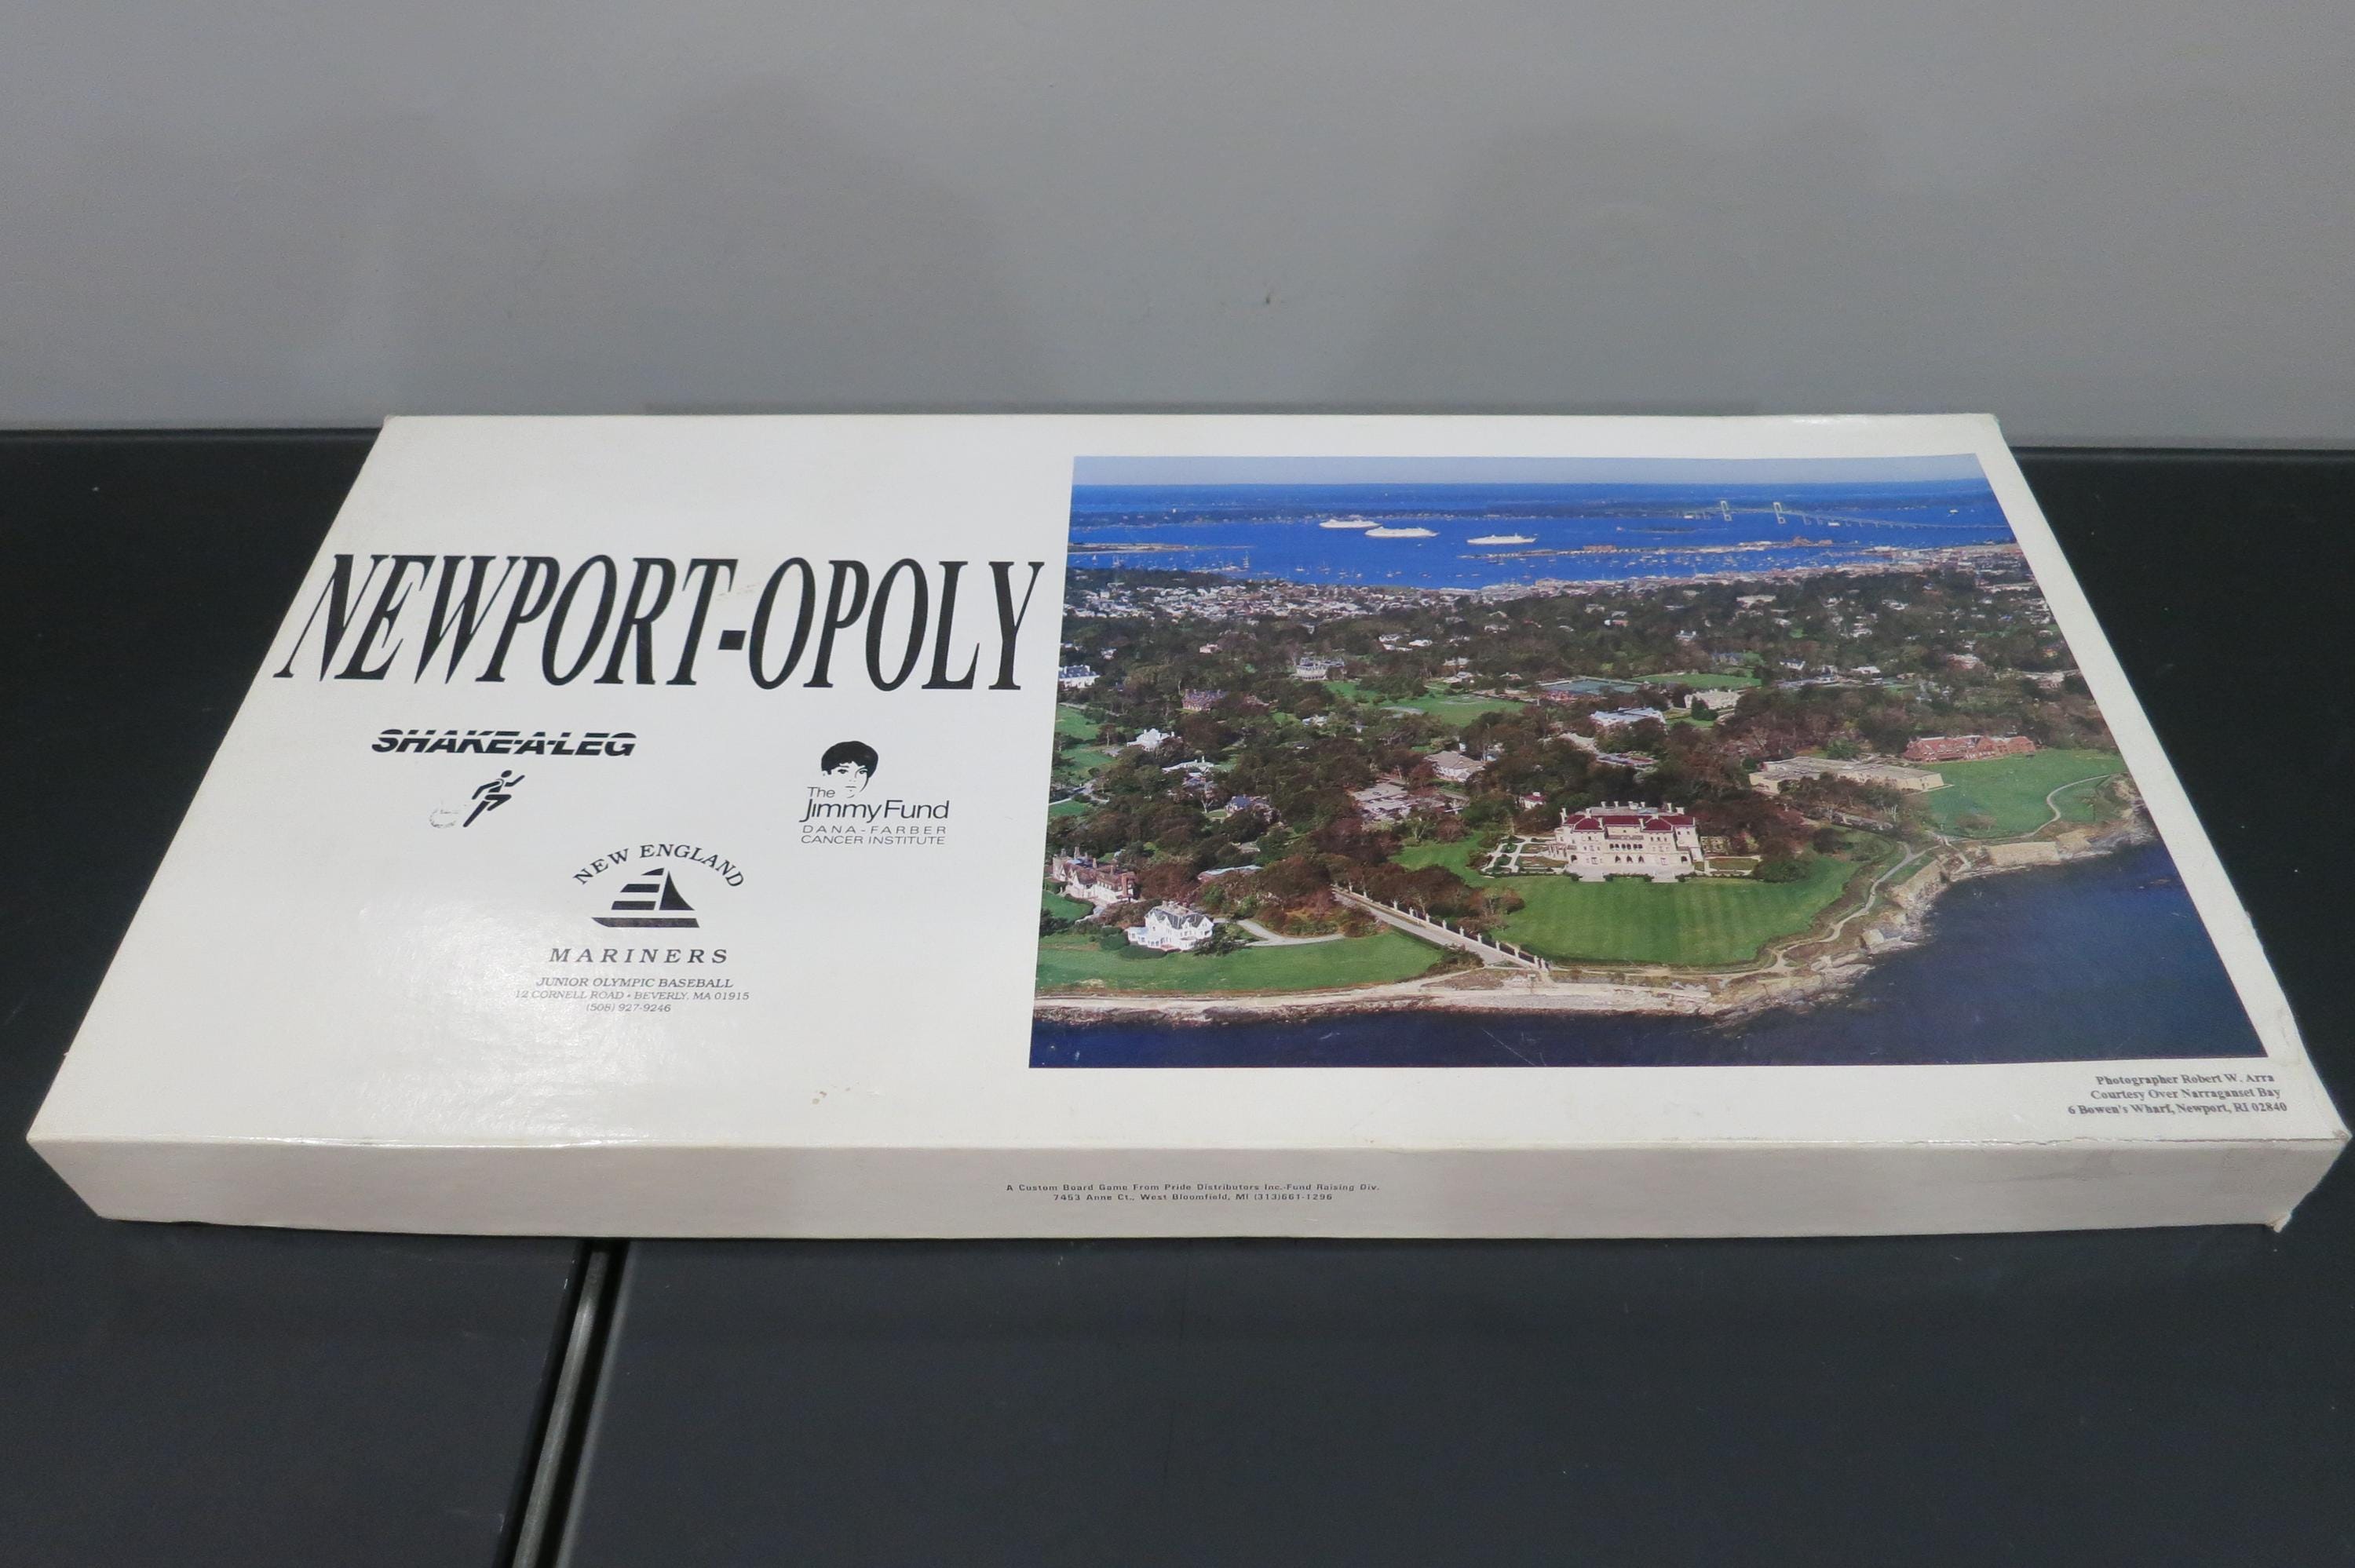 NEWPORT-OPOLY
SHAKE-A-LEG
The
Jimmy Fund
DANA-FARBER
CANCER INSTITUTE
NEW ENGLAND
MARINERS
JUNIOR OLYMPIC BASEBALL
12 CORNELL ROAD • BEVERLY, MA 01915
(508) 927-9246
Photographer Robert W. Arra
Courtesy Over Narraganset Bay
6 Bowen's Wharf, Newport, RI 02840
A Custom Board Game From Pride Distributors Inc.-Fund Raising Div.
7453 Anne Ct., West Bloomfield, MI (313)661-1296